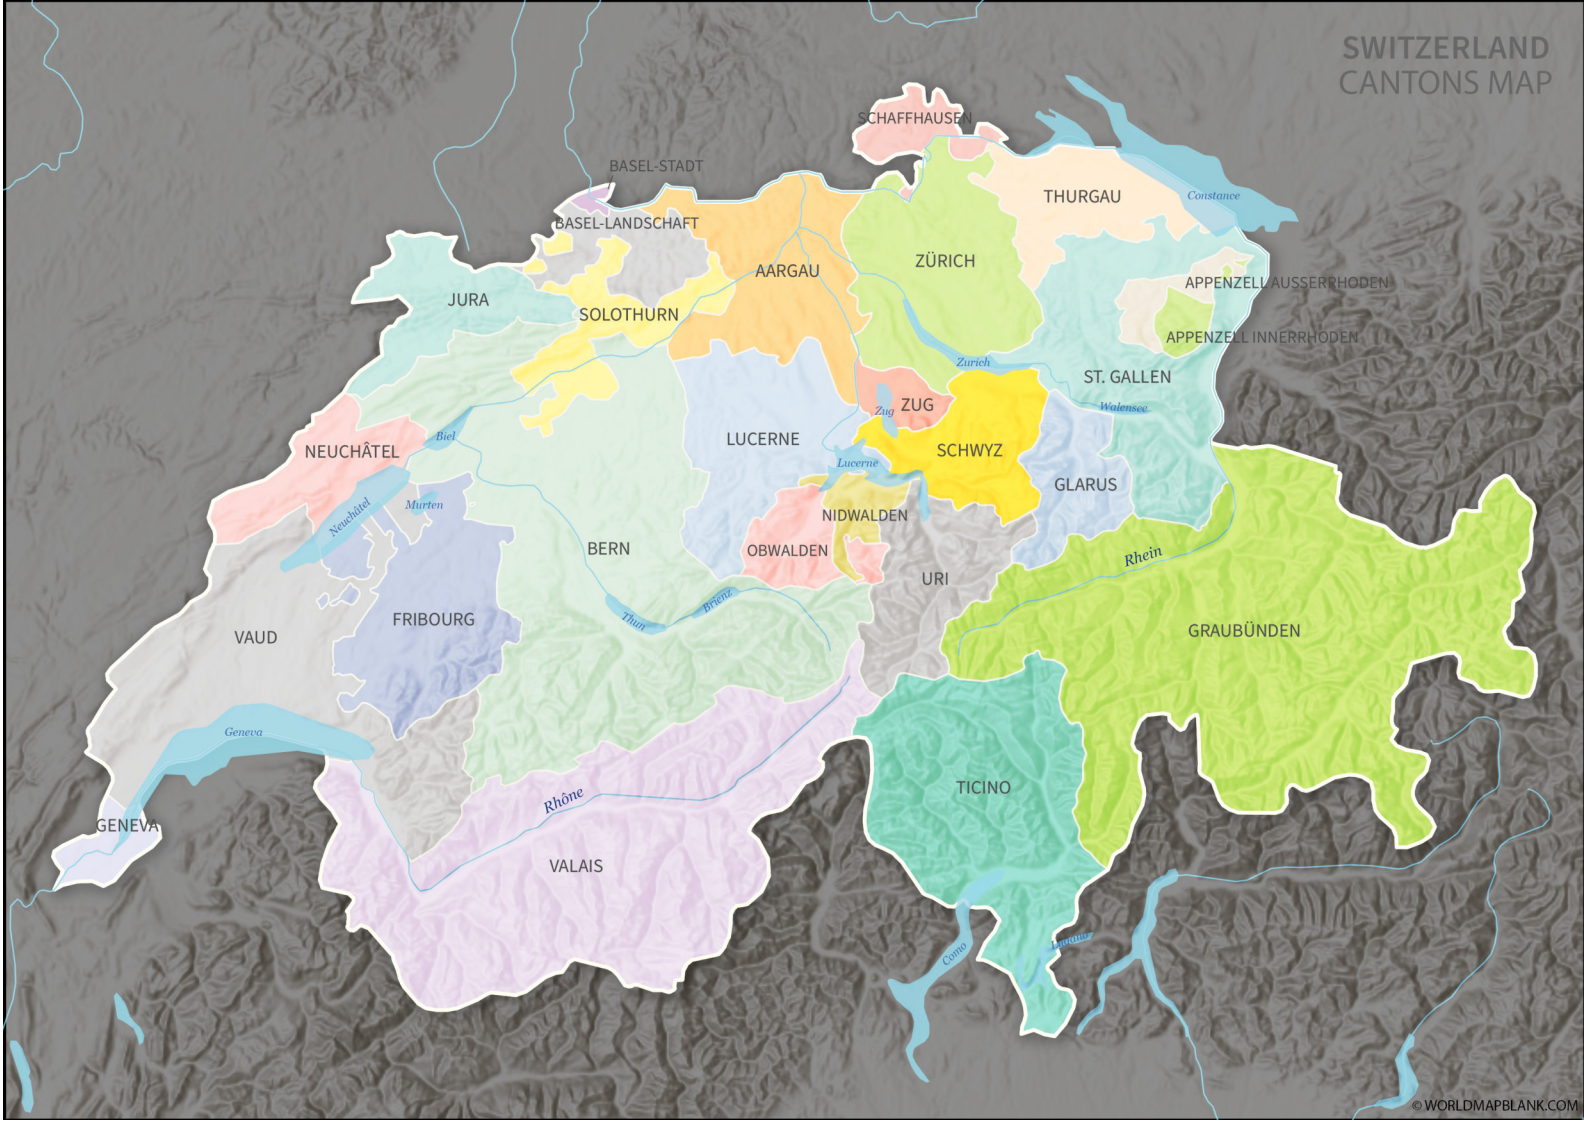 SWITZERLAND
CANTONS MAP
SCHAFFHAUSEN
BASEL-STADT
THURGAU
Constance
BASEL-LANDSCHAFT
ZÜRICH
AARGAU
APPENZELL AUSSERRHODEN
JURA
SOLOTHURN
APPENZELL INNERRHODEN
Zurich
ST. GALLEN
Zug
ZUG
Walensee
Biel
LUCERNE
NEUCHÂTEL
SCHWYZ
Lucerne
GLARUS
Murten
Neuchâtel
NIDWALDEN
BERN
OBWALDEN
Rhein
URI
Brienz
Thun
FRIBOURG
GRAUBÜNDEN
VAUD
Geneva
TICINO
Rhône
GENEVA
VALAIS
Lugano
Como
© WORLDMAPBLANK.COM